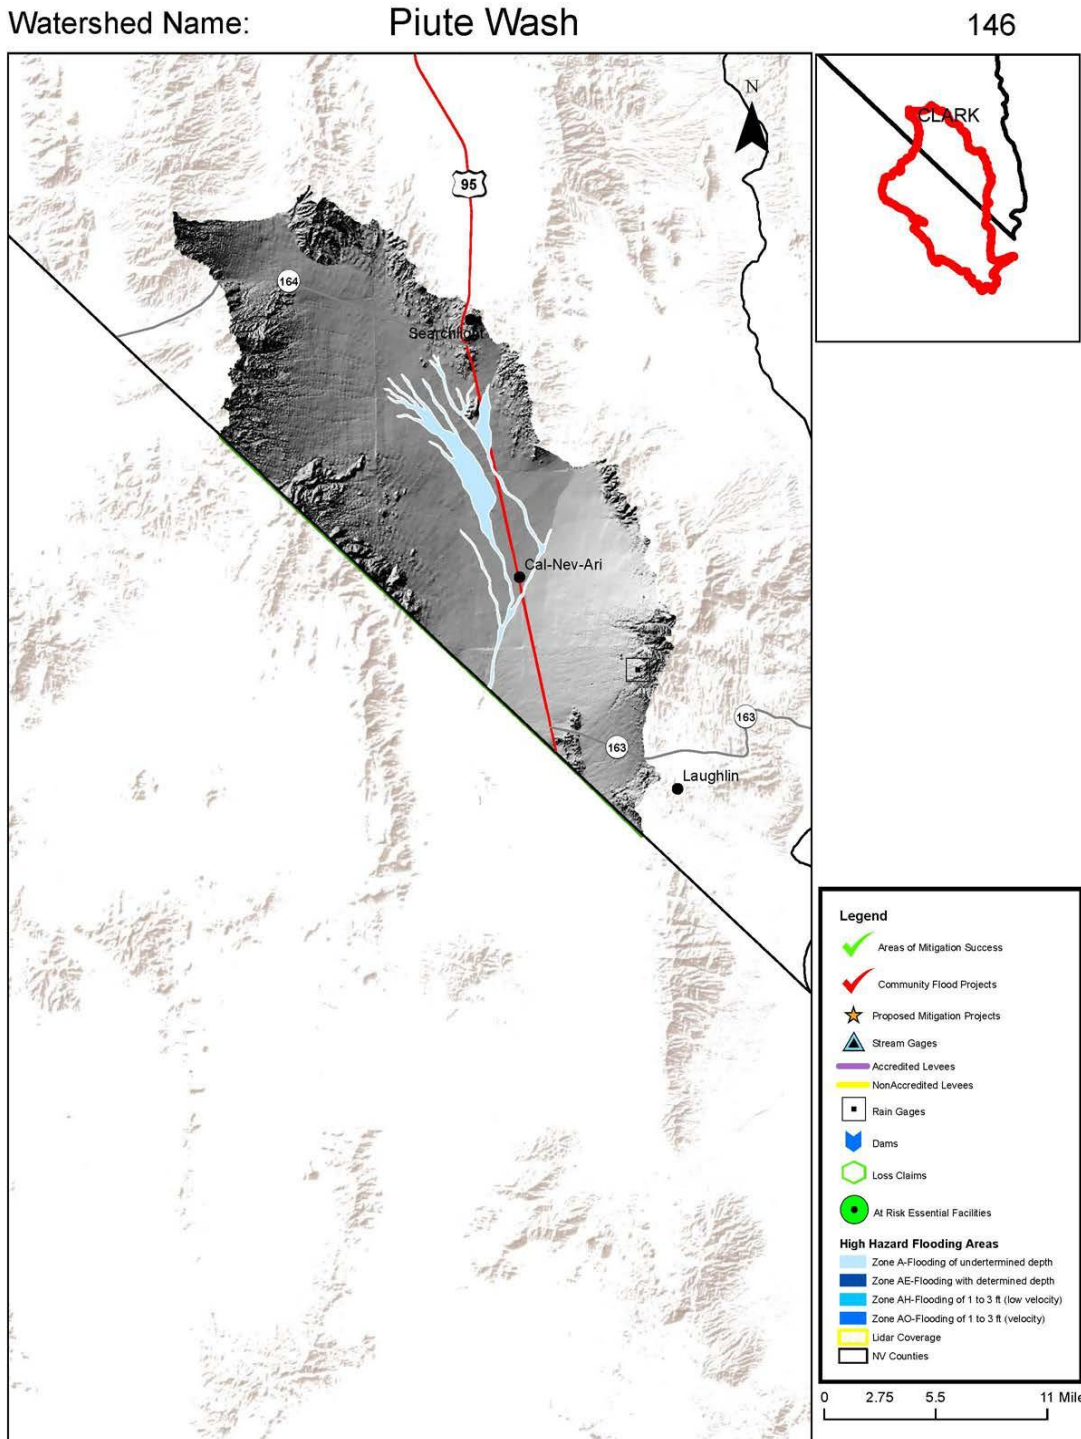 Watershed Name:
Piute Wash
146
N
CLARK
95
164
Searchlight
Cal-Nev-Ari
163
163
Laughlin
Legend
Areas of Mitigation Success
Community Flood Projects
Proposed Mitigation Projects
Stream Gages
Accredited Levees
NonAccredited Levees
Rain Gages
Dams
Loss Claims
At Risk Essential Facilities
High Hazard Flooding Areas
Zone A-Flooding of undertermined depth
Zone AE-Flooding with determined depth
Zone AH-Flooding of 1 to 3 ft (low velocity)
Zone AO-Flooding of 1 to 3 ft (velocity)
Lidar Coverage
NV Counties
0 2.75 5.5 11 Mile